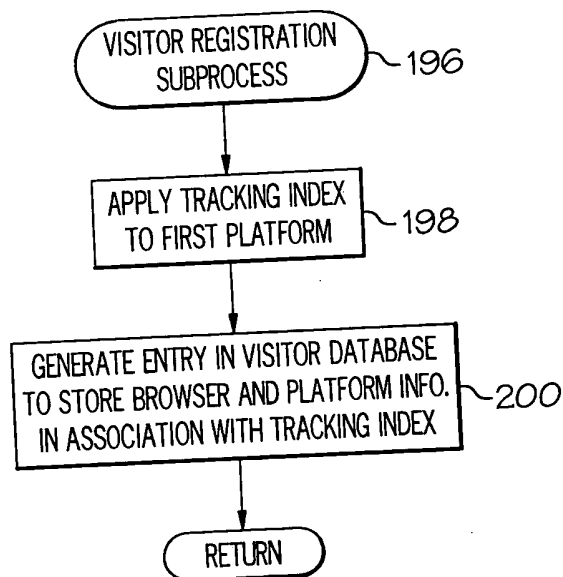 VISITOR REGISTRATION
SUBPROCESS
196
APPLY TRACKING INDEX
TO FIRST PLATFORM
198
GENERATE ENTRY IN VISITOR DATABASE
TO STORE BROWSER AND PLATFORM INFO.
IN ASSOCIATION WITH TRACKING INDEX
200
RETURN